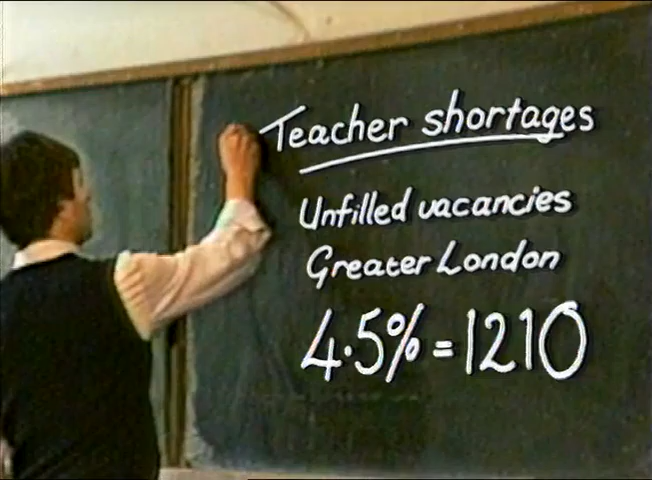 Teacher shortages
Unfilled vacancies
Greater London
4·5% = 1210